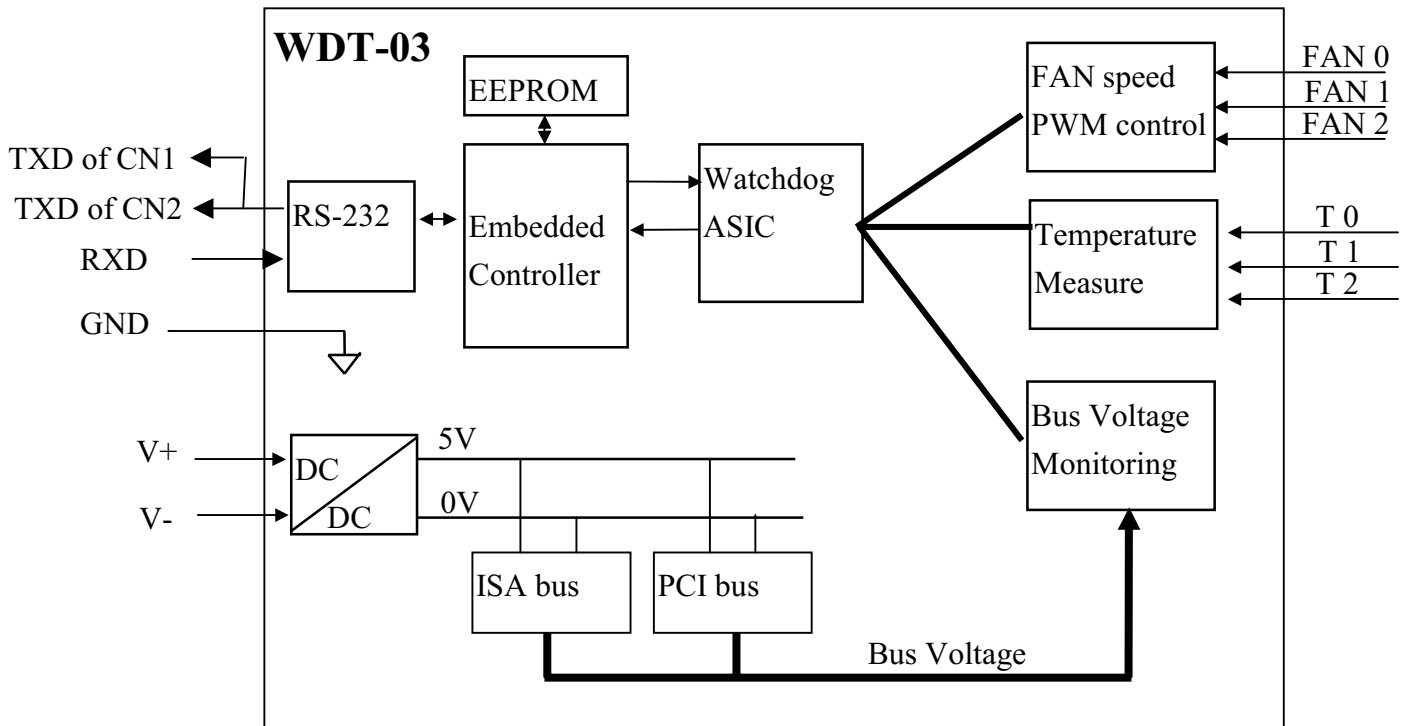 WDT-03
EEPROM
FAN speed
PWM control
FAN 0
FAN 1
FAN 2
TXD of CN1
TXD of CN2
RXD
GND
RS-232
Embedded
Controller
Watchdog
ASIC
Temperature
Measure
T 0
T 1
T 2
Bus Voltage
Monitoring
V+
V-
DC
DC
5V
0V
ISA bus
PCI bus
Bus Voltage